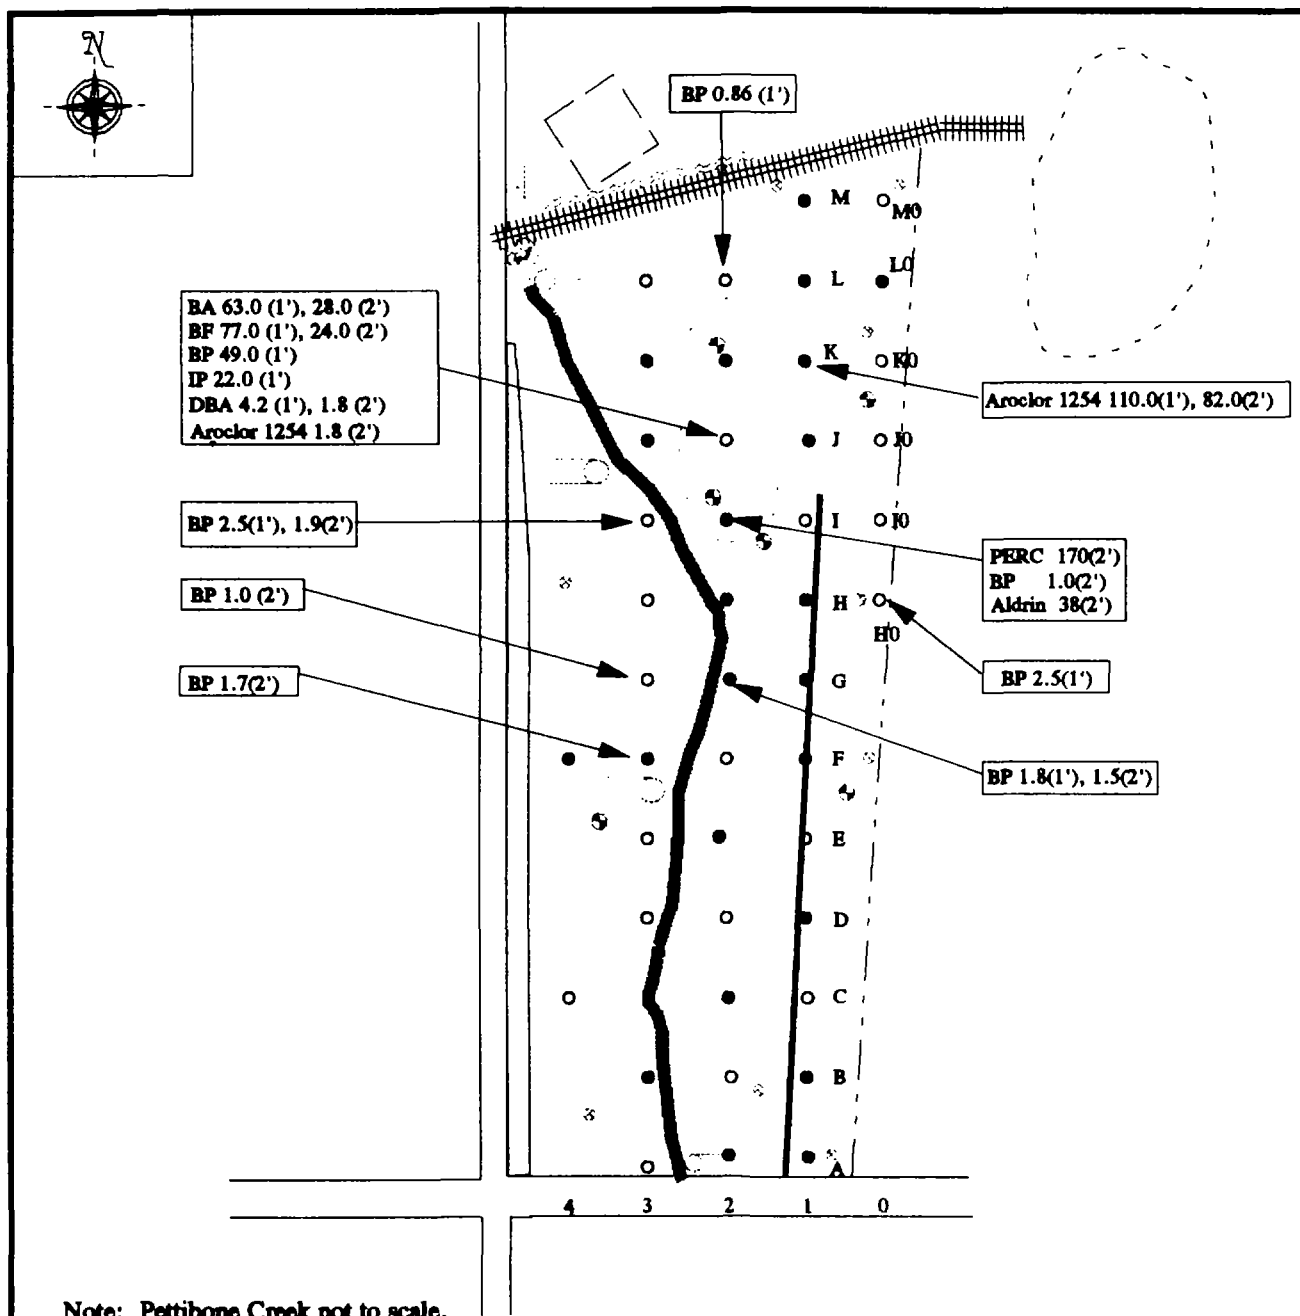 N
BP 0.86 (1')
M
M0
L
L0
BA 63.0 (1'), 28.0 (2')
BF 77.0 (1'), 24.0 (2')
BP 49.0 (1')
IP 22.0 (1')
DBA 4.2 (1'), 1.8 (2')
Aroclor 1254 1.8 (2')
K
K0
Aroclor 1254 110.0(1'), 82.0(2')
J
J0
BP 2.5(1'), 1.9(2')
I
I0
PERC 170(2')
BP 1.0(2')
Aldrin 38(2')
BP 1.0 (2')
H
H0
BP 1.7(2')
G
BP 2.5(1')
F
BP 1.8(1'), 1.5(2')
E
D
C
B
A
4 3 2 1 0
Note: Pettibone Creek not to scale.